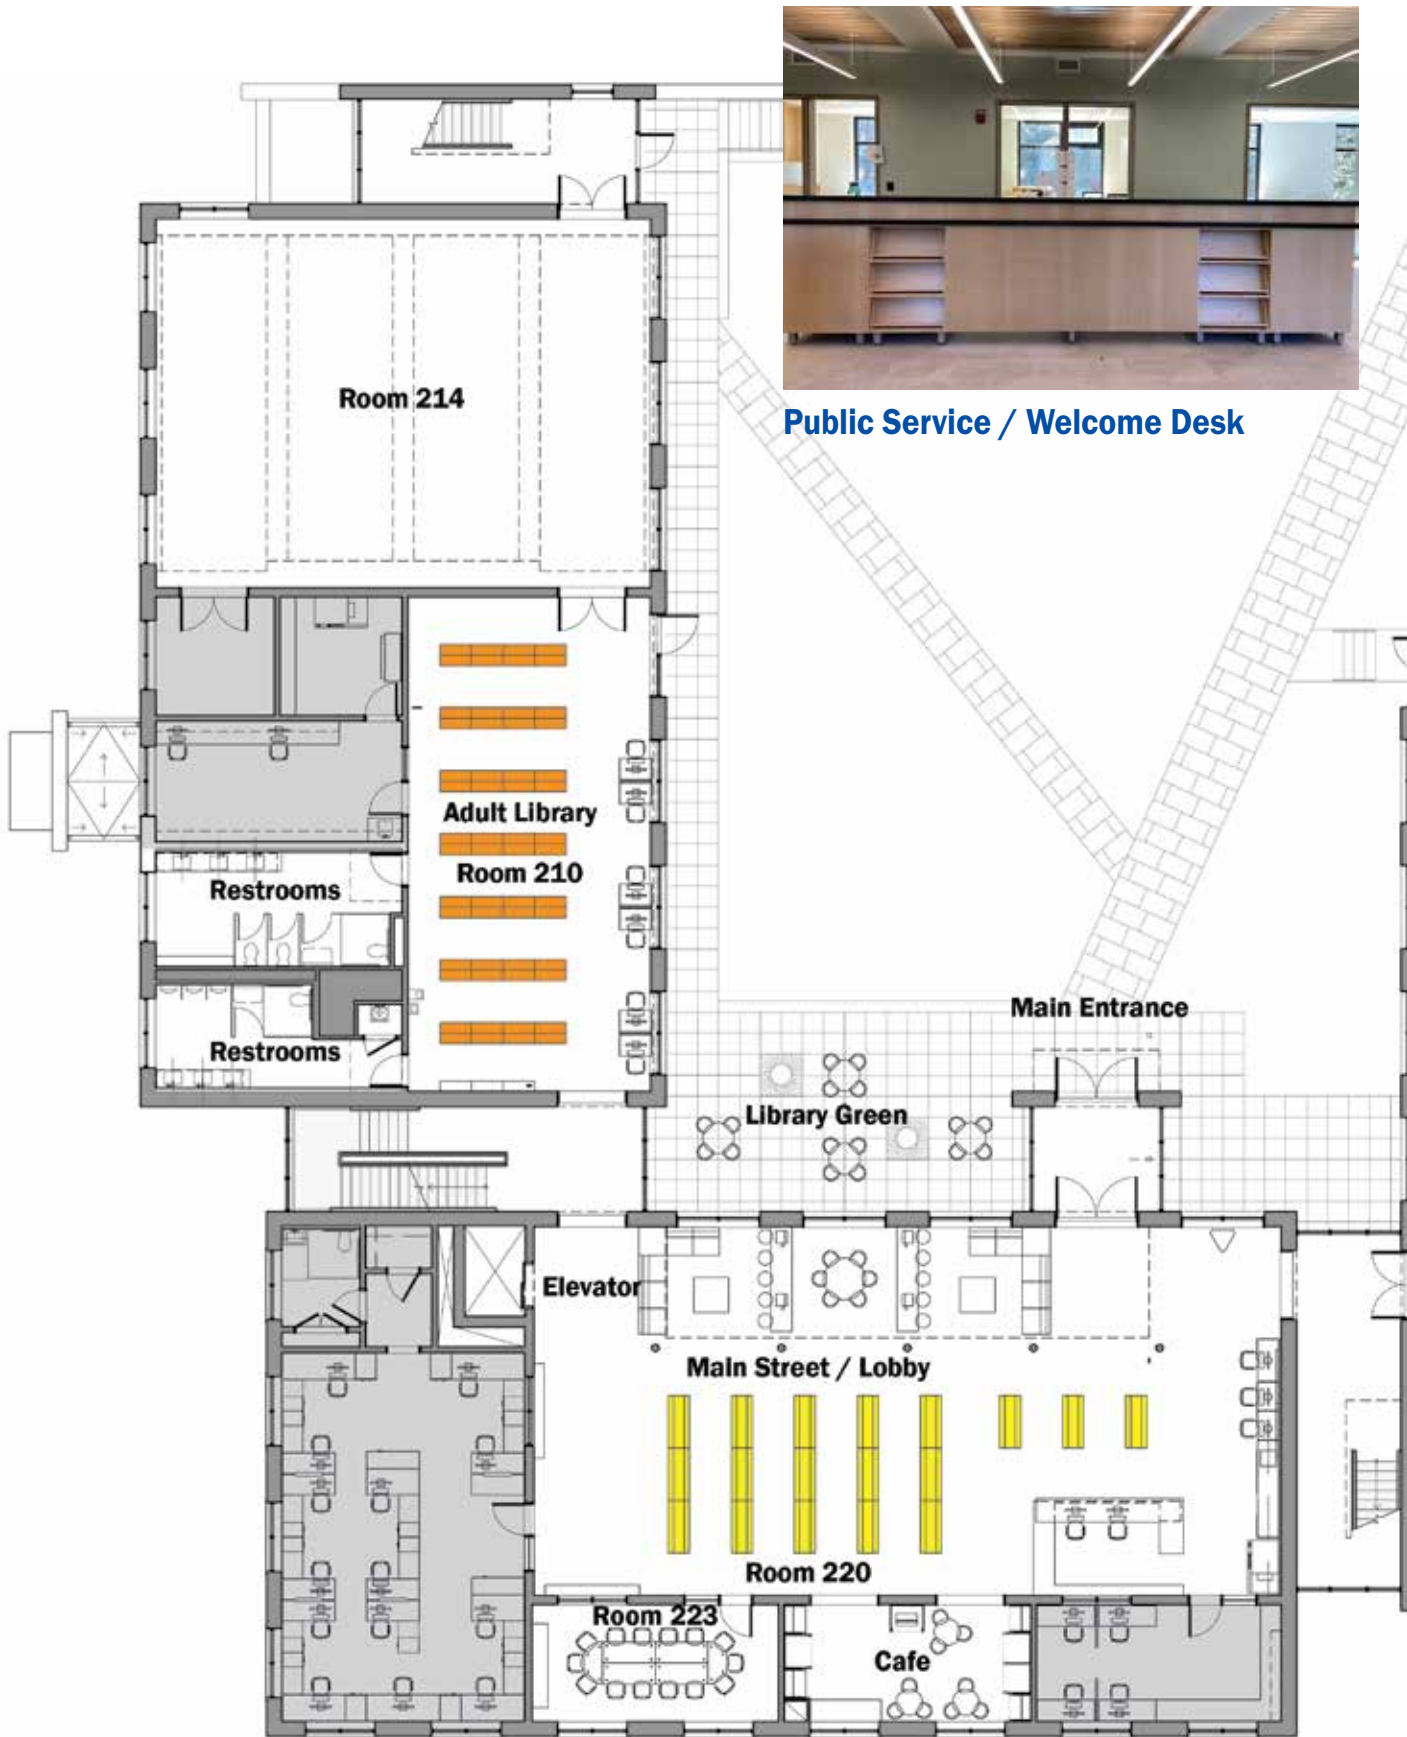 Public Service / Welcome Desk
Room 214
Adult Library
Room 210
Restrooms
Restrooms
Main Entrance
Library Green
Elevator
Main Street / Lobby
Room 220
Room 223
Cafe